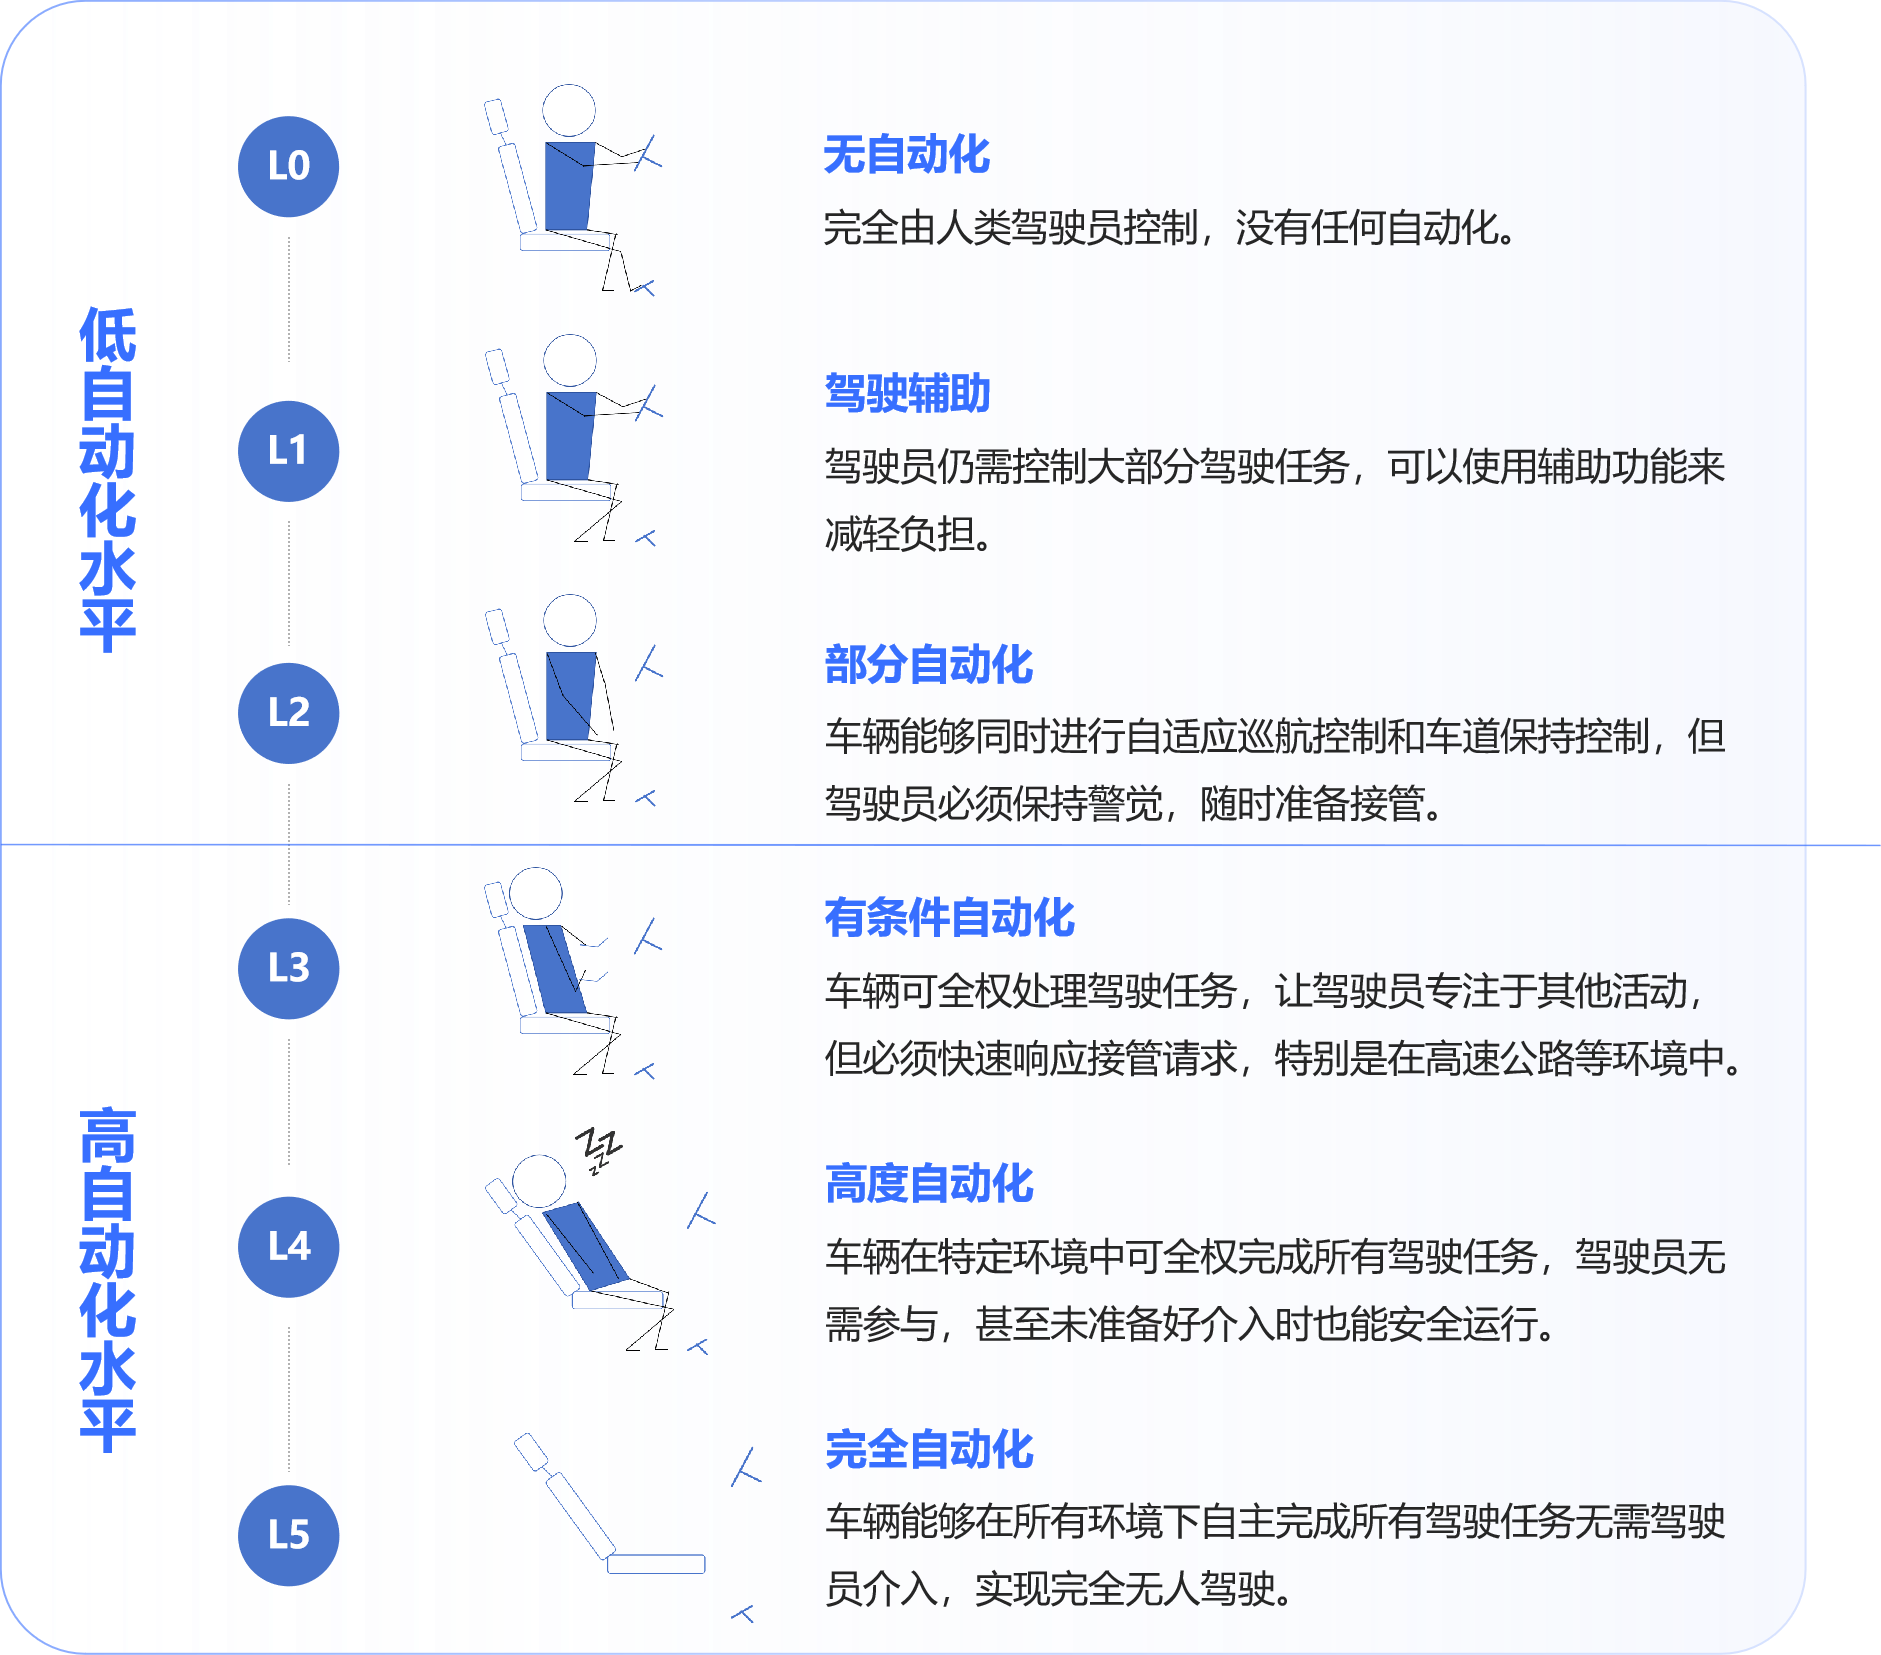 低自动化水平
L0
无自动化
完全由人类驾驶员控制，没有任何自动化。
L1
驾驶辅助
驾驶员仍需控制大部分驾驶任务，可以使用辅助功能来
减轻负担。
L2
部分自动化
车辆能够同时进行自适应巡航控制和车道保持控制，但
驾驶员必须保持警觉，随时准备接管。
高自动化水平
L3
有条件自动化
车辆可全权处理驾驶任务，让驾驶员专注于其他活动，
但必须快速响应接管请求，特别是在高速公路等环境中。
L4
ZZ
ZZ
高度自动化
车辆在特定环境中可全权完成所有驾驶任务，驾驶员无
需参与，甚至未准备好介入时也能安全运行。
L5
完全自动化
车辆能够在所有环境下自主完成所有驾驶任务无需驾驶
员介入，实现完全无人驾驶。